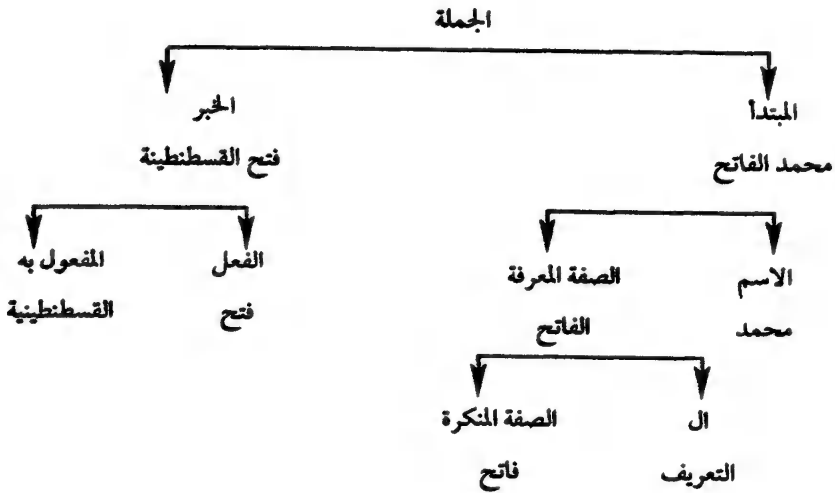 الجملة
المبتدأ الخبر
محمد الفاتح فتح القسطنطينة
الاسم الصفة المعرفة الفعل المفعول به
محمد الفاتح فتح القسطنطينية
ال الصفة المنكرة
التعريف فاتح